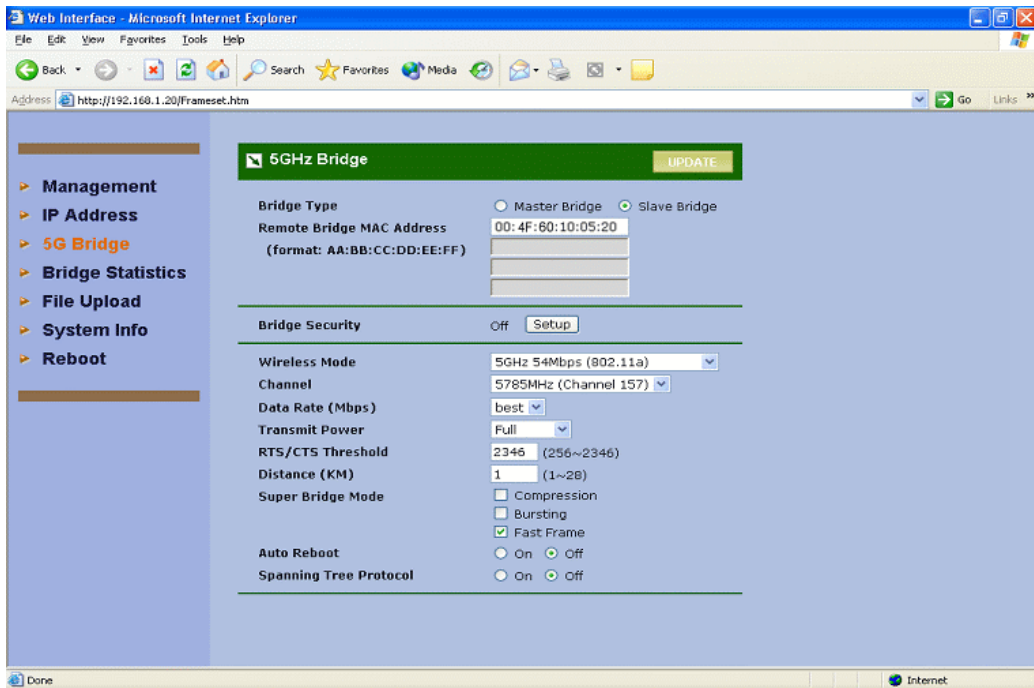 Web Interface - Microsoft Internet Explorer
File Edit View Favorites Tools Help
Back Search Favorites Media
Address http://192.168.1.20/Frameset.htm Go Links »
Management
IP Address
5G Bridge
Bridge Statistics
File Upload
System Info
Reboot
5GHz Bridge UPDATE
Bridge Type Master Bridge Slave Bridge
Remote Bridge MAC Address 00:4F:60:10:05:20
(format: AA:BB:CC:DD:EE:FF)
Bridge Security Off Setup
Wireless Mode 5GHz 54Mbps (802.11a)
Channel 5785MHz (Channel 157)
Data Rate (Mbps) best
Transmit Power Full
RTS/CTS Threshold 2346 (256~2346)
Distance (KM) 1 (1~28)
Super Bridge Mode Compression
Bursting
Fast Frame
Auto Reboot On Off
Spanning Tree Protocol On Off
Done Internet